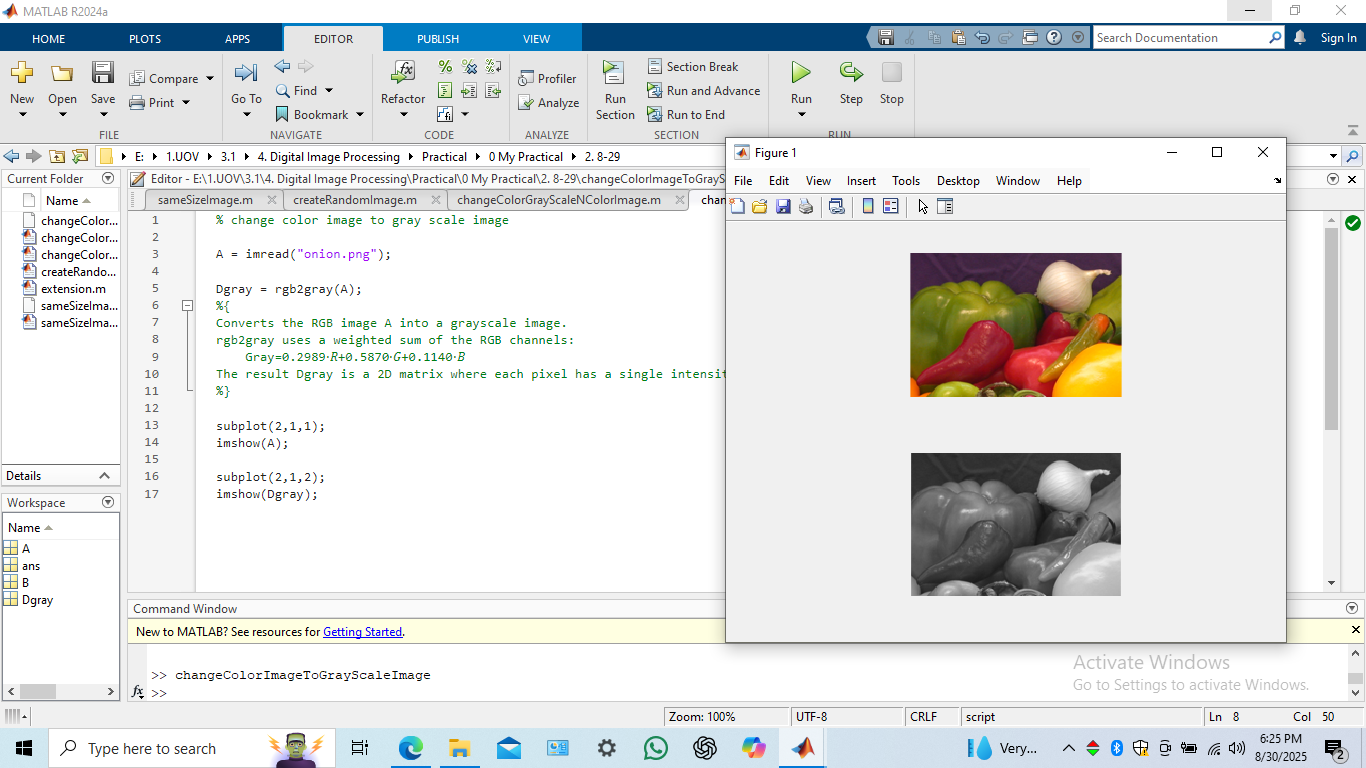 MATLAB R2024a
HOME PLOTS APPS EDITOR PUBLISH VIEW Search Documentation Sign In
New Open Save Compare Print Go To Find Bookmark Refactor Profiler Analyze Run Section Section Break Run and Advance Run to End Run Step Stop
FILE NAVIGATE CODE ANALYZE SECTION RUN
E: 1.UOV 3.1 4. Digital Image Processing Practical 0 My Practical 2. 8-29
Current Folder
Name
changeColor...
changeColor...
changeColor...
createRando...
extension.m
sameSizeIma...
sameSizeIma...
Details
Workspace
Name
A
ans
B
Dgray
Editor - E:\1.UOV\3.1\4. Digital Image Processing\Practical\0 My Practical\2. 8-29\changeColorImageToGrayS
sameSizeImage.m createRandomImage.m changeColorGrayScaleNColorImage.m chan
1 % change color image to gray scale image
2
3 A = imread("onion.png");
4
5 Dgray = rgb2gray(A);
6 %{
7 Converts the RGB image A into a grayscale image.
8 rgb2gray uses a weighted sum of the RGB channels:
9 Gray=0.2989⋅𝑅+0.5870⋅𝐺+0.1140⋅𝐵
10 The result Dgray is a 2D matrix where each pixel has a single intensit
11 %}
12
13 subplot(2,1,1);
14 imshow(A);
15
16 subplot(2,1,2);
17 imshow(Dgray);
Figure 1
File Edit View Insert Tools Desktop Window Help
Command Window
New to MATLAB? See resources for Getting Started.
>> changeColorImageToGrayScaleImage
fx >>
Activate Windows
Go to Settings to activate Windows.
Zoom: 100% UTF-8 CRLF script Ln 8 Col 50
Type here to search
Very...
6:25 PM
8/30/2025
2